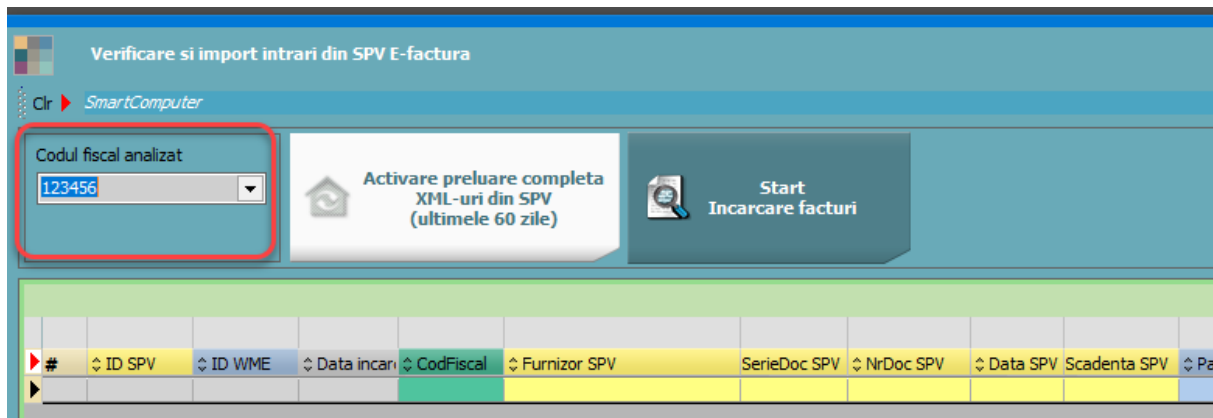 Verificare si import intrari din SPV E-factura
Clr SmartComputer
Codul fiscal analizat
123456
Activare preluare completa
XML-uri din SPV
(ultimele 60 zile)
Start
Incarcare facturi
# ID SPV ID WME Data incar CodFiscal Furnizor SPV SerieDoc SPV NrDoc SPV Data SPV Scadenta SPV Pa